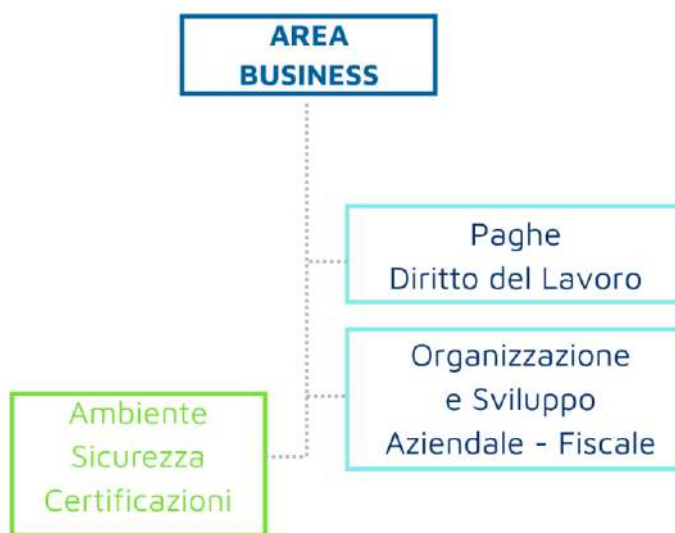 AREA
BUSINESS
Paghe
Diritto del Lavoro
Organizzazione
e Sviluppo
Aziendale - Fiscale
Ambiente
Sicurezza
Certificazioni